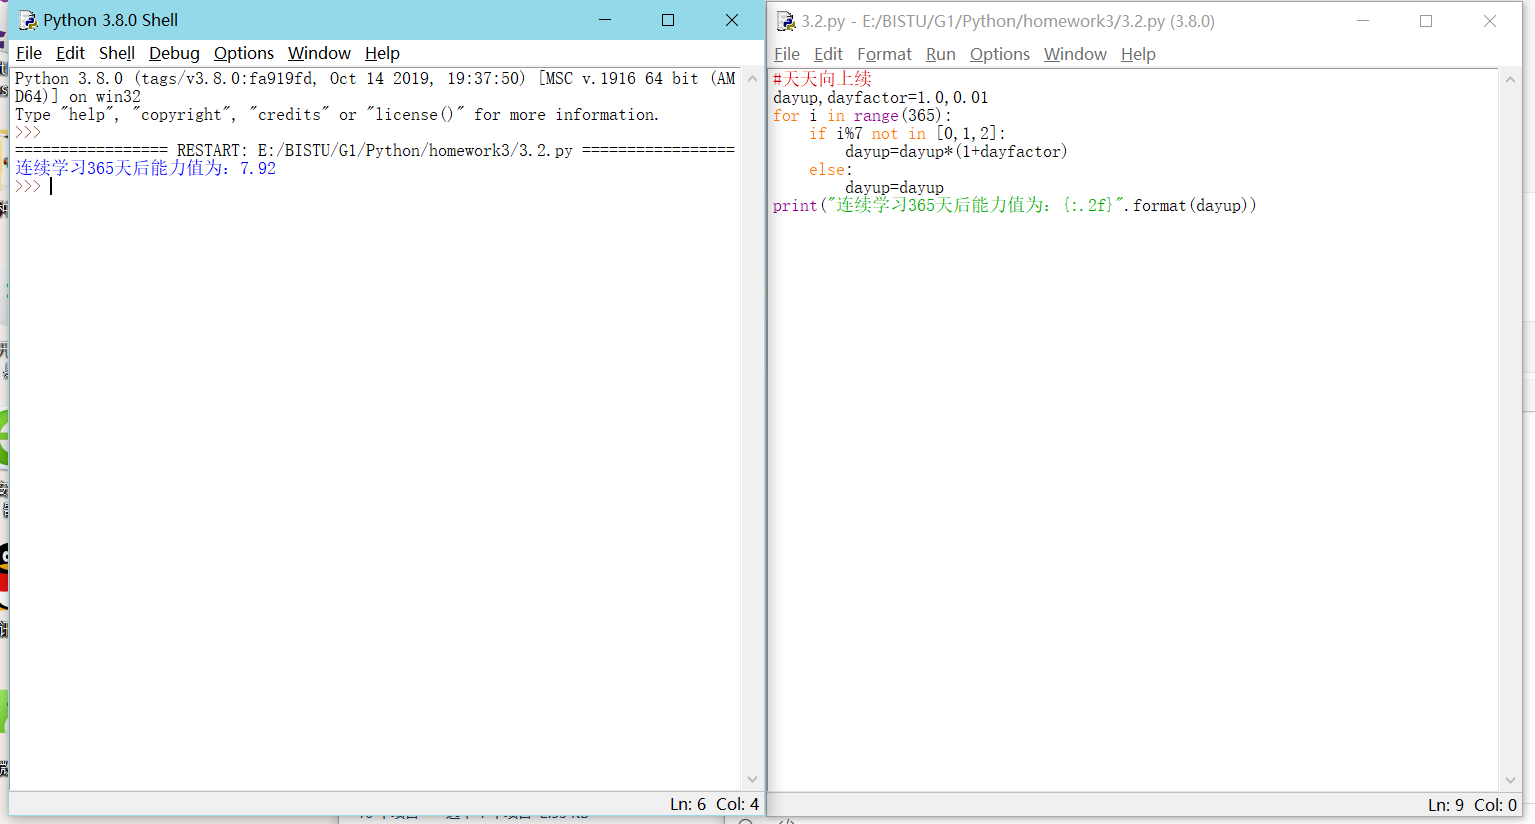 Python 3.8.0 Shell
File Edit Shell Debug Options Window Help
Python 3.8.0 (tags/v3.8.0:fa919fd, Oct 14 2019, 19:37:50) [MSC v.1916 64 bit (AM
D64)] on win32
Type "help", "copyright", "credits" or "license()" for more information.
>>>
================= RESTART: E:/BISTU/G1/Python/homework3/3.2.py =================
连续学习365天后能力值为：7.92
>>>
Ln: 6 Col: 4
3.2.py - E:/BISTU/G1/Python/homework3/3.2.py (3.8.0)
File Edit Format Run Options Window Help
#天天向上续
dayup,dayfactor=1.0,0.01
for i in range(365):
    if i%7 not in [0,1,2]:
        dayup=dayup*(1+dayfactor)
    else:
        dayup=dayup
print("连续学习365天后能力值为：{:.2f}".format(dayup))
Ln: 9 Col: 0